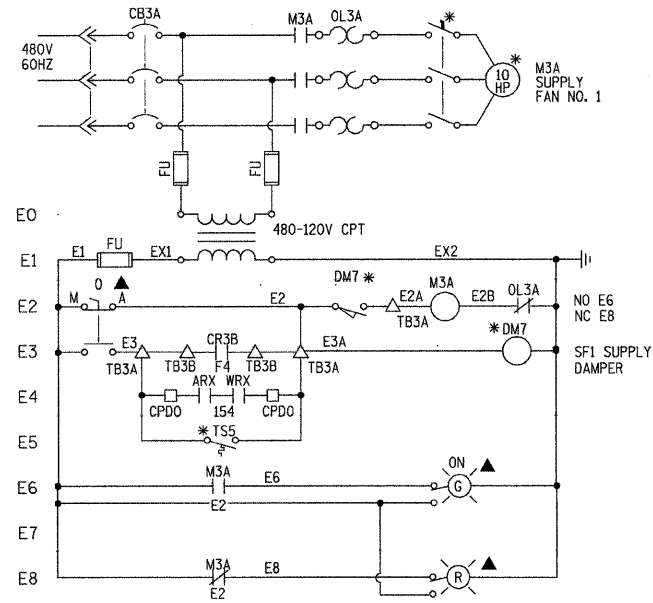 CB3A
M3A OL3A
*
480V
60HZ
10
HP
*
M3A
SUPPLY
FAN NO. 1
FU
FU
E0
480-120V CPT
E1
E1 FU EX1 EX2
O
DM7 *
M3A
OL3A
E2
M A E2 E2A E2B
TB3A
NO E6
NC E8
E3
E3 CR3B E3A
* DM7
TB3A TB3B F4 TB3B TB3A
SF1 SUPPLY
DAMPER
E4
ARX WRX
CPDO 154 CPDO
E5
* TS5
ON
M3A
E6
E6
G
E2
E7
M3A
E8
E8
R
E2